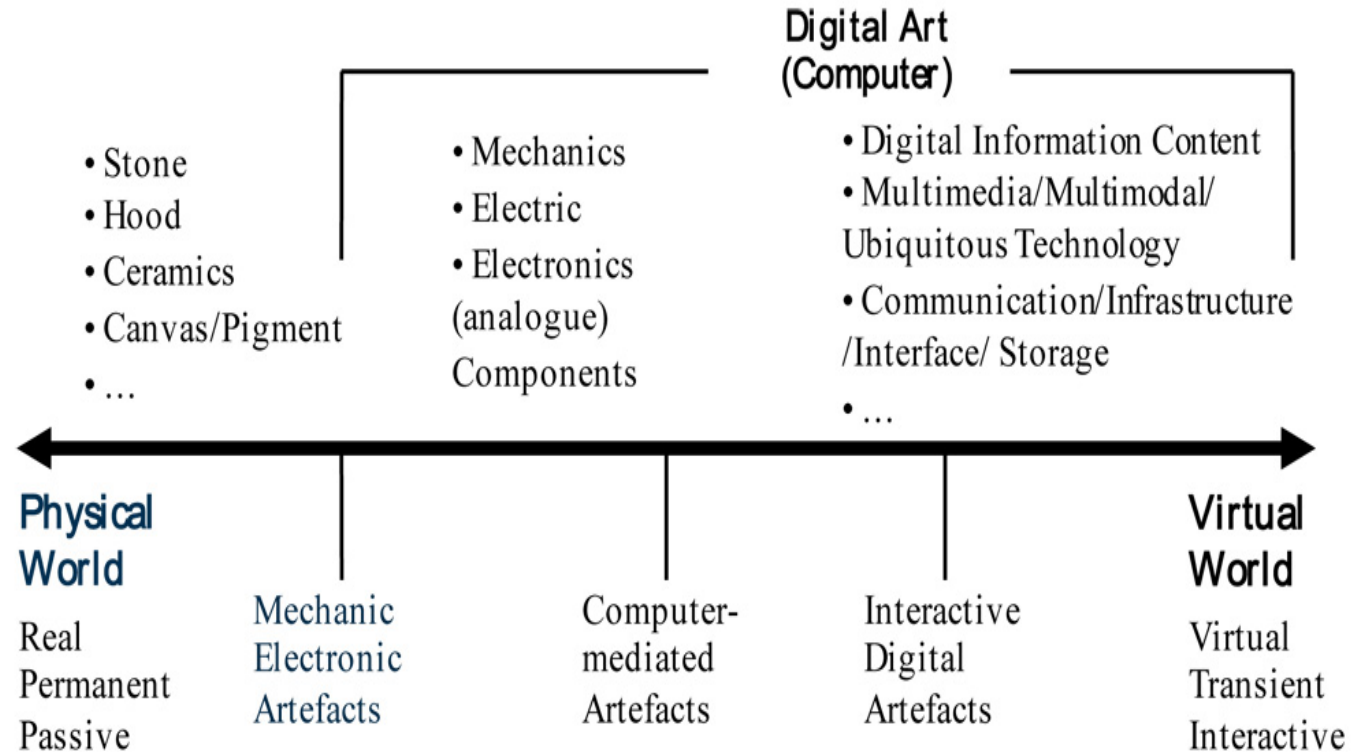 Digital Art
(Computer)
• Stone
• Hood
• Ceramics
• Canvas/Pigment
• ...
• Mechanics
• Electric
• Electronics
(analogue)
Components
• Digital Information Content
• Multimedia/Multimodal/
Ubiquitous Technology
• Communication/Infrastructure
/Interface/ Storage
• ...
Physical
World
Real
Permanent
Passive
Mechanic
Electronic
Artefacts
Computer-
mediated
Artefacts
Interactive
Digital
Artefacts
Virtual
World
Virtual
Transient
Interactive